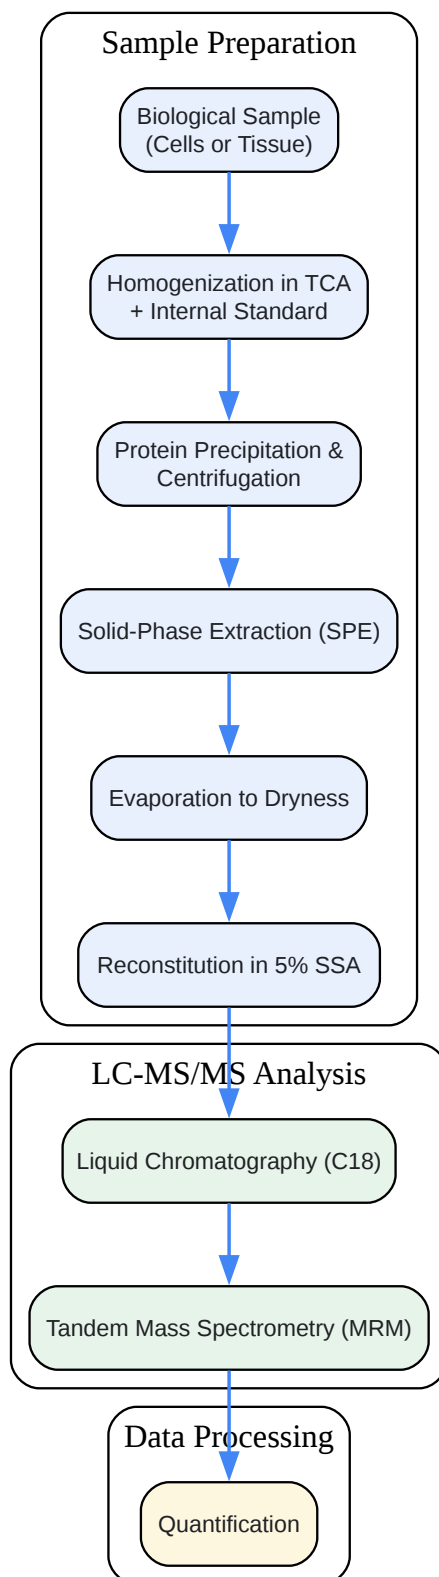 Sample Preparation
Biological Sample
(Cells or Tissue)
Homogenization in TCA
+ Internal Standard
Protein Precipitation &
Centrifugation
Solid-Phase Extraction (SPE)
Evaporation to Dryness
Reconstitution in 5% SSA
LC-MS/MS Analysis
Liquid Chromatography (C18)
Tandem Mass Spectrometry (MRM)
Data Processing
Quantification